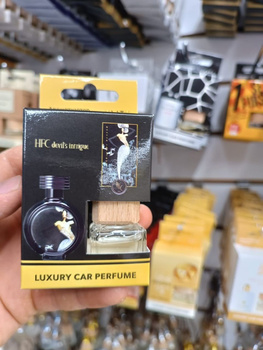 HFC devil's intrigue
LUXURY CAR PERFUME